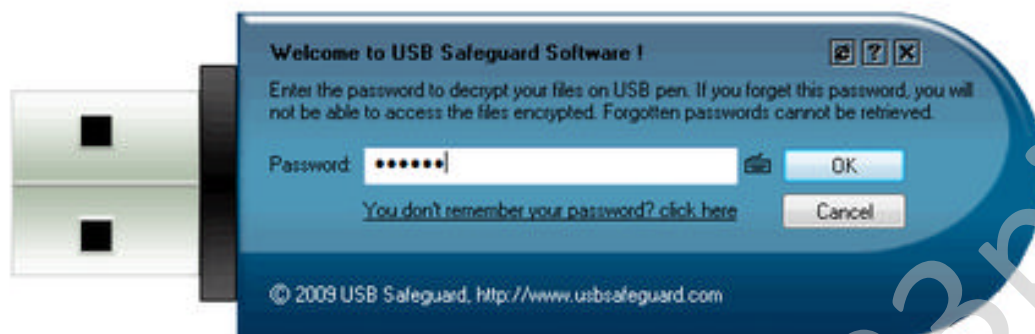 Welcome to USB Safeguard Software !
Enter the password to decrypt your files on USB pen. If you forget this password, you will
not be able to access the files encrypted. Forgotten passwords cannot be retrieved.
Password: ●●●●●● OK
You don't remember your password? click here Cancel
© 2009 USB Safeguard, http://www.usbsafeguard.com